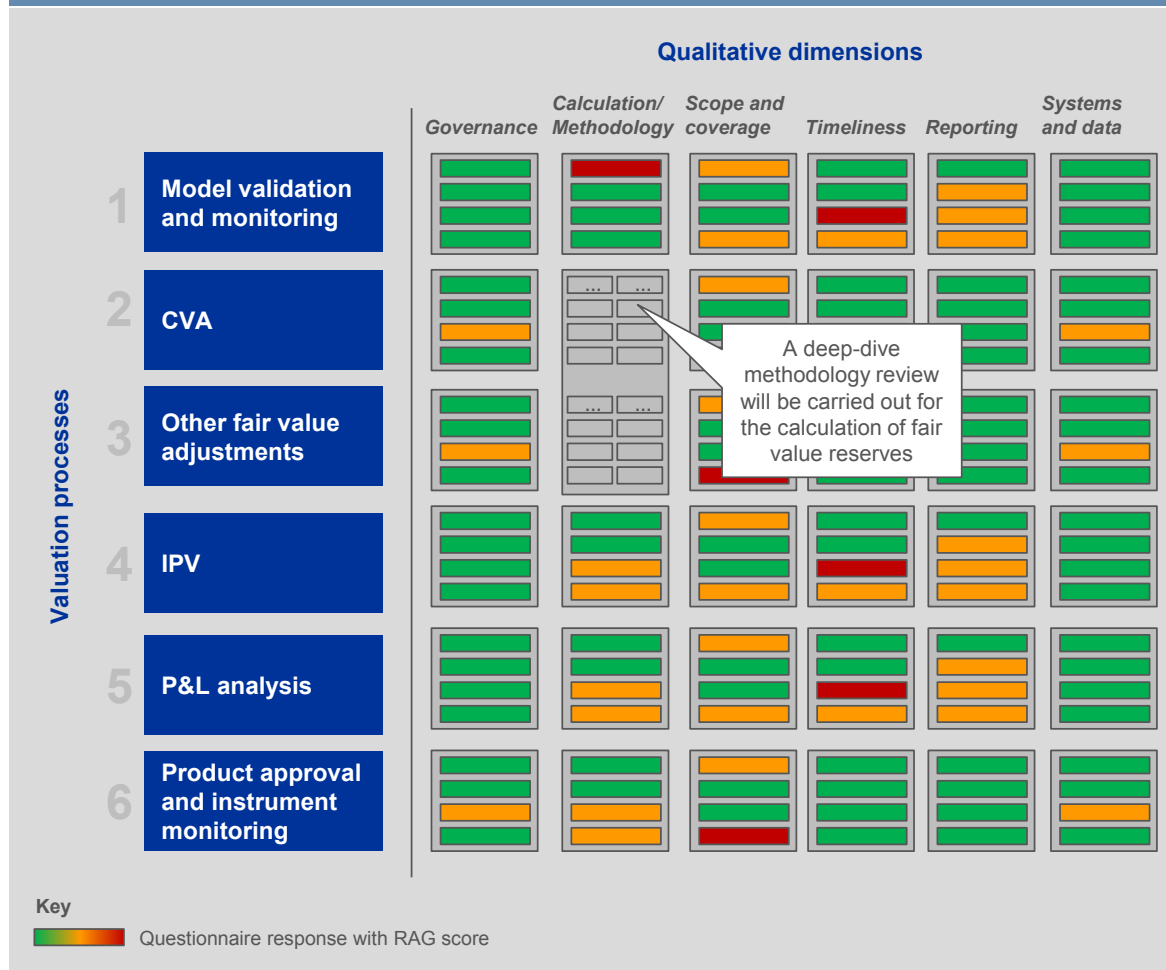 Qualitative dimensions
Governance
Calculation/
Methodology
Scope and
coverage
Timeliness
Reporting
Systems
and data
Valuation processes
1
Model validation
and monitoring
2
CVA
... ...
3
Other fair value
adjustments
... ...
A deep-dive
methodology review
will be carried out for
the calculation of fair
value reserves
4
IPV
5
P&L analysis
6
Product approval
and instrument
monitoring
Key
Questionnaire response with RAG score